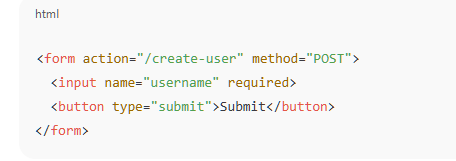 html
<form action="/create-user" method="POST">
  <input name="username" required>
  <button type="submit">Submit</button>
</form>